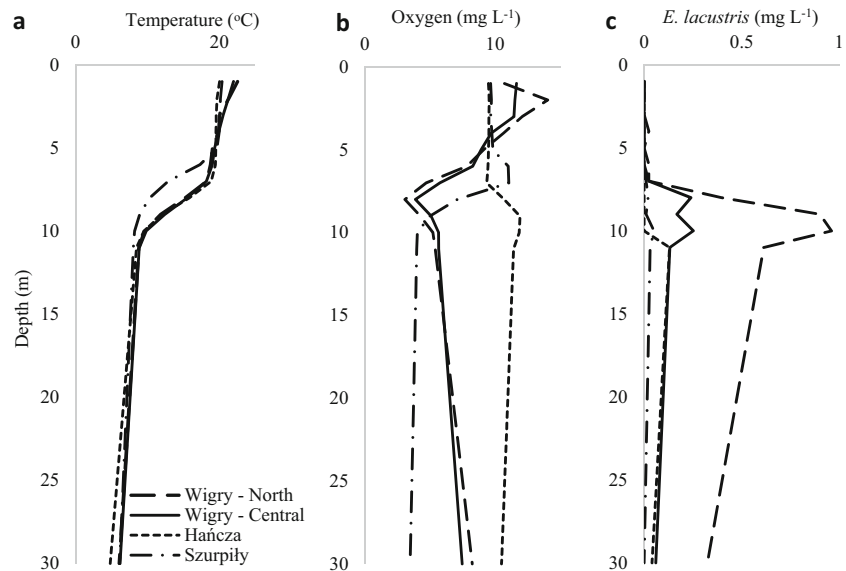 a Temperature (°C)
0 20
0
5
10
15
20
25
30
Depth (m)
Wigry - North
Wigry - Central
Hańcza
Szurpiły
b Oxygen (mg L-1)
0 10
0
5
10
15
20
25
30
c E. lacustris (mg L-1)
0 0.5 1
0
5
10
15
20
25
30